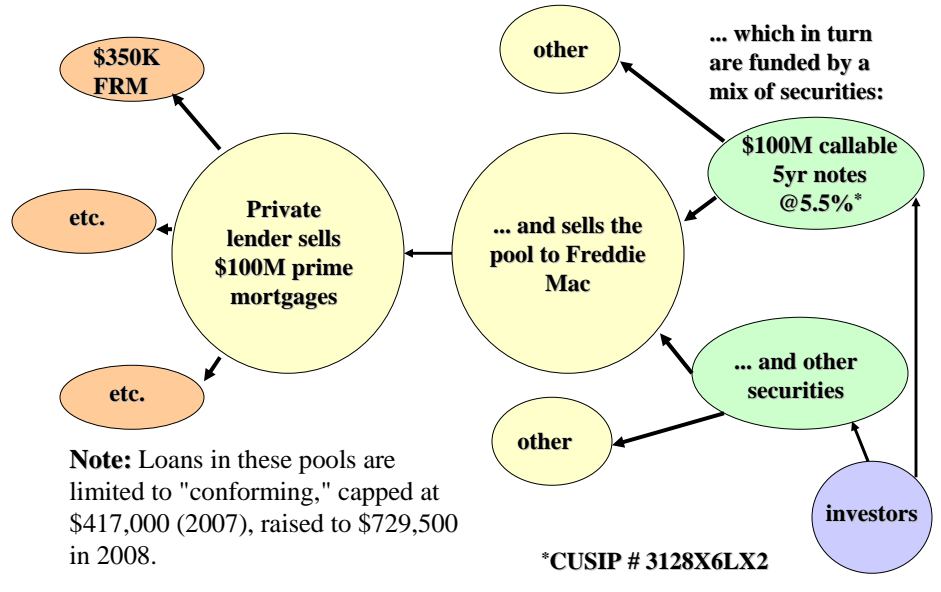 $350K
FRM
etc.
etc.
Private
lender sells
$100M prime
mortgages
... and sells the
pool to Freddie
Mac
other
other
... which in turn
are funded by a
mix of securities:
$100M callable
5yr notes
@5.5%*
... and other
securities
investors
Note: Loans in these pools are
limited to "conforming," capped at
$417,000 (2007), raised to $729,500
in 2008.
*CUSIP # 3128X6LX2